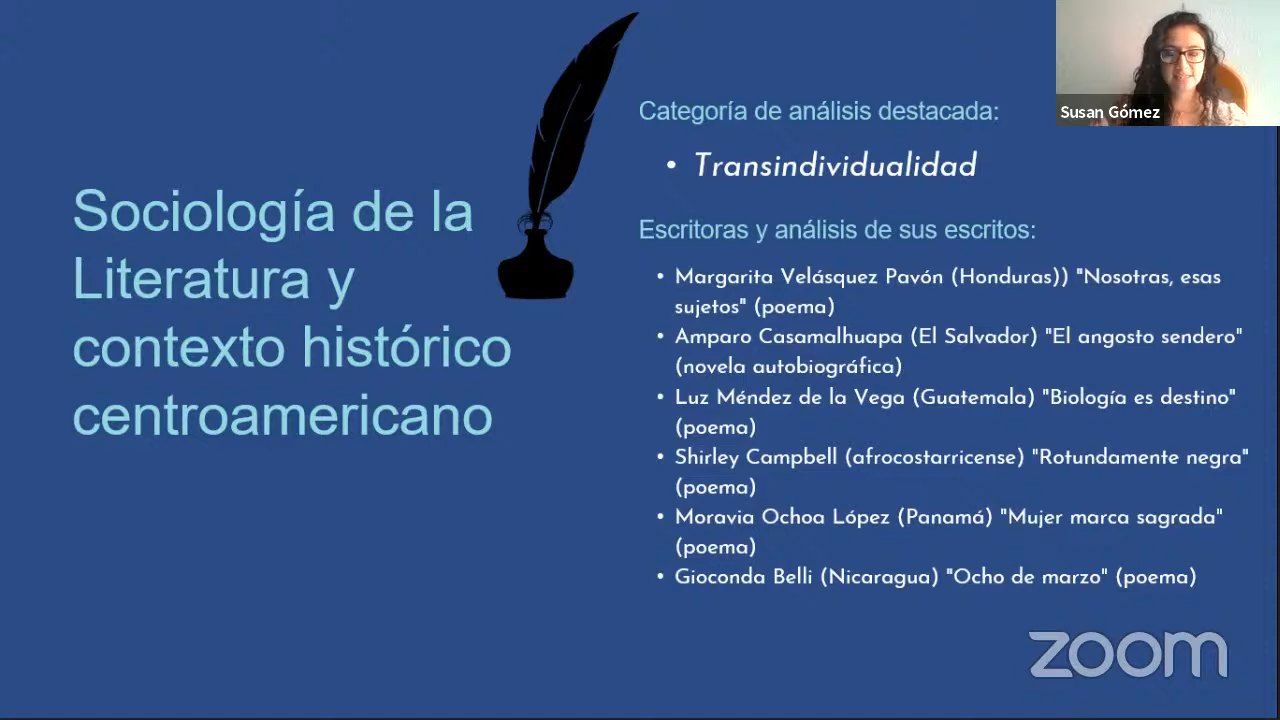 Sociología de la
Literatura y
contexto histórico
centroamericano
Categoría de análisis destacada:
• Transindividualidad
Escritoras y análisis de sus escritos:
• Margarita Velásquez Pavón (Honduras)) "Nosotras, esas
sujetos" (poema)
• Amparo Casamalhuapa (El Salvador) "El angosto sendero"
(novela autobiográfica)
• Luz Méndez de la Vega (Guatemala) "Biología es destino"
(poema)
• Shirley Campbell (afrocostarricense) "Rotundamente negra"
(poema)
• Moravia Ochoa López (Panamá) "Mujer marca sagrada"
(poema)
• Gioconda Belli (Nicaragua) "Ocho de marzo" (poema)
Susan Gómez
zoom